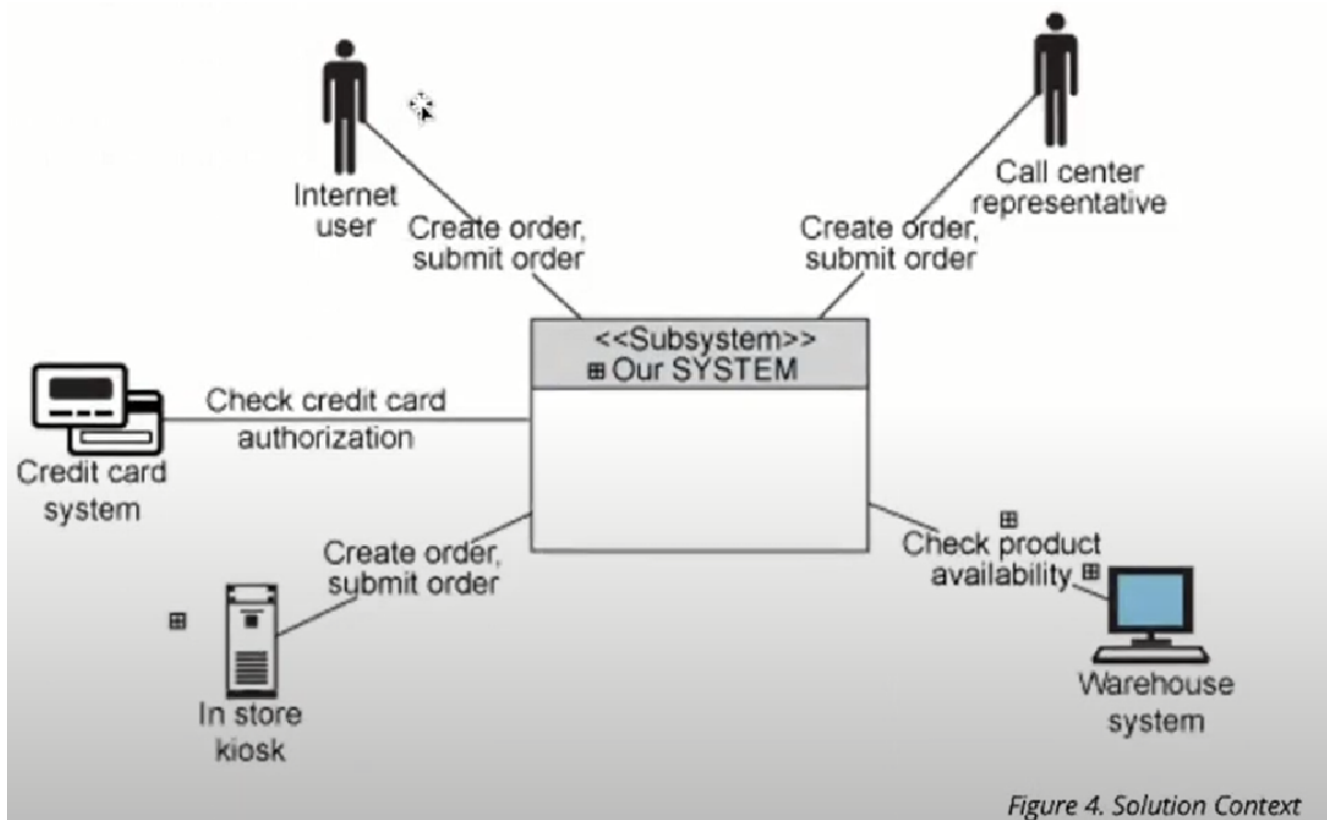 Internet
user
Call center
representative
Create order,
submit order
Create order,
submit order
<<Subsystem>>
Our SYSTEM
Check credit card
authorization
Credit card
system
Create order,
submit order
Check product
availability
In store
kiosk
Warehouse
system
Figure 4. Solution Context